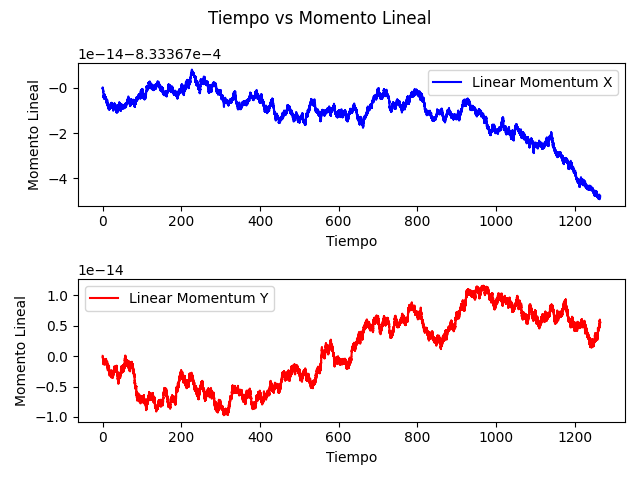 Tiempo vs Momento Lineal
1e−14−8.33367e−4
Linear Momentum X
Momento Lineal
−0
−2
−4
0 200 400 600 800 1000 1200
Tiempo
1e−14
Linear Momentum Y
Momento Lineal
1.0
0.5
0.0
−0.5
−1.0
0 200 400 600 800 1000 1200
Tiempo